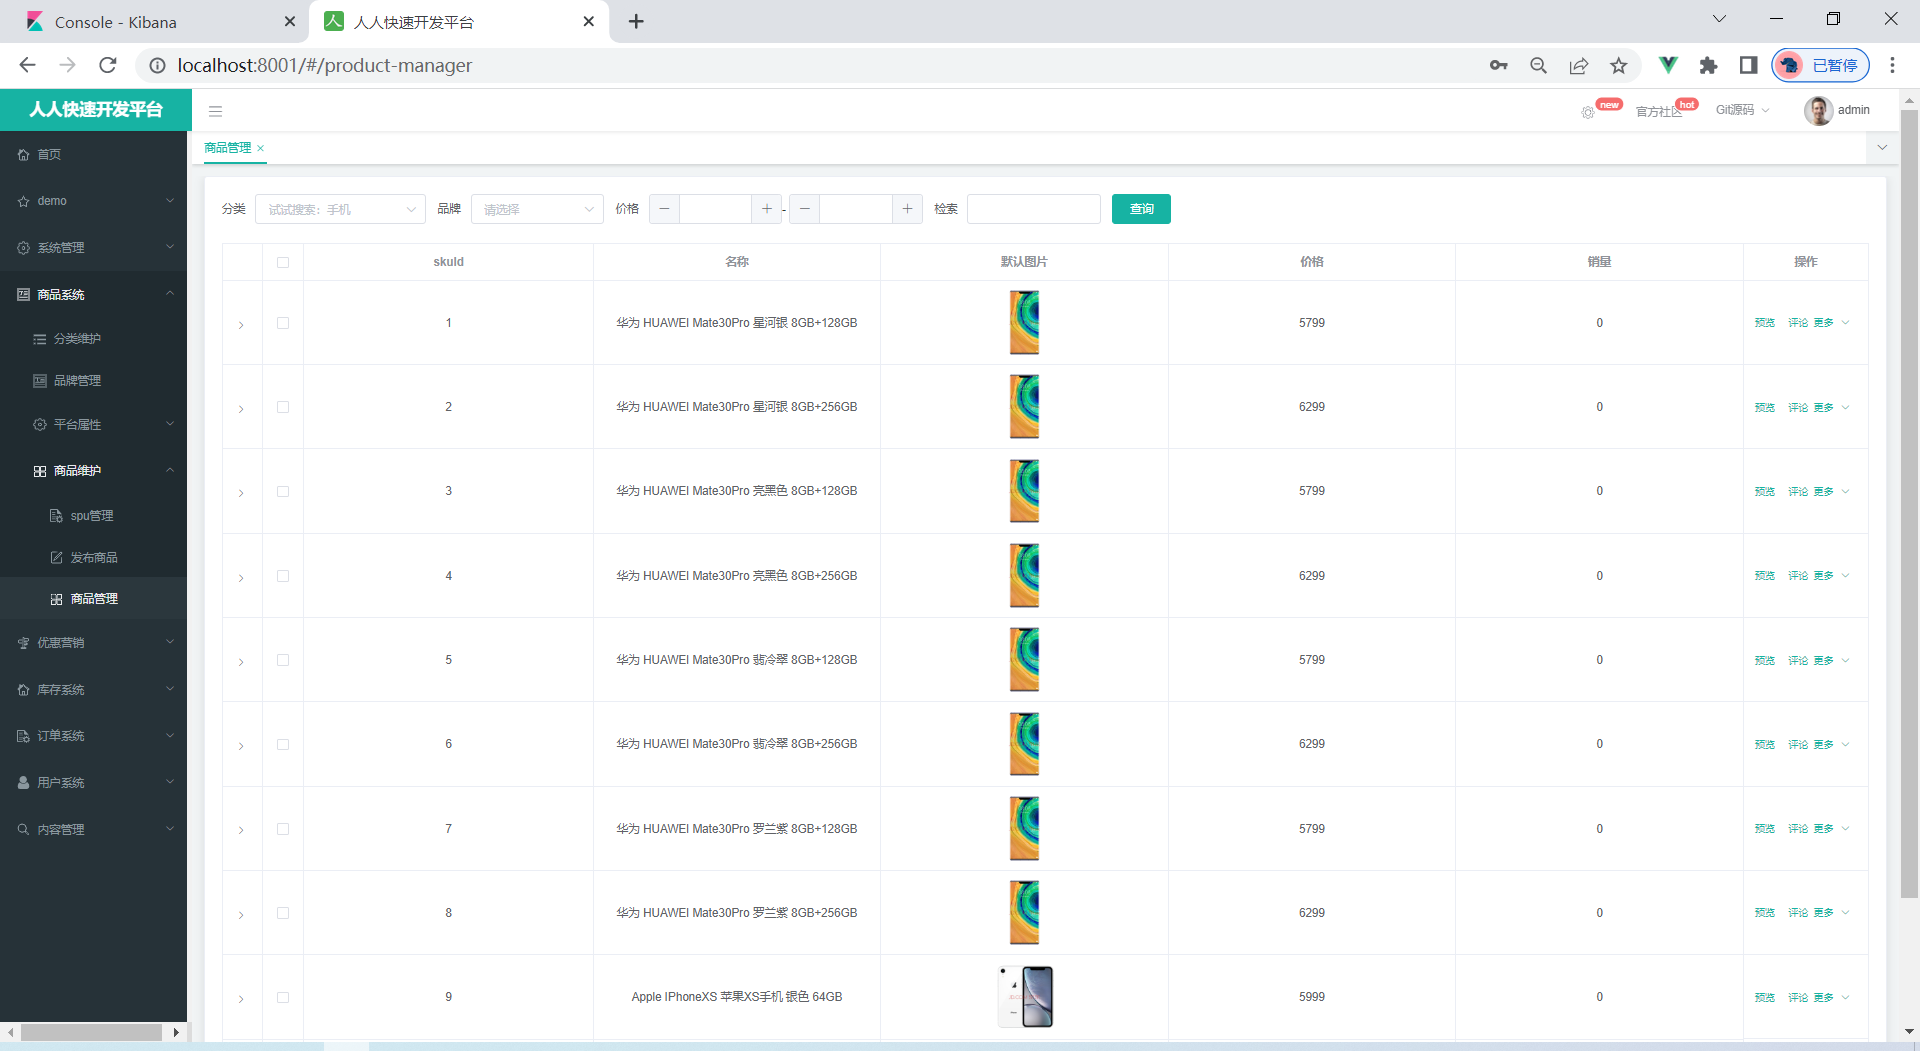 Console - Kibana
人人快速开发平台
localhost:8001/#/product-manager
已暂停
人人快速开发平台
new
官方社区
hot
Git源码
admin
首页
demo
系统管理
商品系统
分类维护
品牌管理
平台属性
商品维护
spu管理
发布商品
商品管理
优惠营销
库存系统
订单系统
用户系统
内容管理
商品管理
分类 试试搜索：手机 品牌 请选择 价格 - 检索 查询
skuId 名称 默认图片 价格 销量 操作
1 华为 HUAWEI Mate30Pro 星河银 8GB+128GB 5799 0 预览 评论 更多
2 华为 HUAWEI Mate30Pro 星河银 8GB+256GB 6299 0 预览 评论 更多
3 华为 HUAWEI Mate30Pro 亮黑色 8GB+128GB 5799 0 预览 评论 更多
4 华为 HUAWEI Mate30Pro 亮黑色 8GB+256GB 6299 0 预览 评论 更多
5 华为 HUAWEI Mate30Pro 翡冷翠 8GB+128GB 5799 0 预览 评论 更多
6 华为 HUAWEI Mate30Pro 翡冷翠 8GB+256GB 6299 0 预览 评论 更多
7 华为 HUAWEI Mate30Pro 罗兰紫 8GB+128GB 5799 0 预览 评论 更多
8 华为 HUAWEI Mate30Pro 罗兰紫 8GB+256GB 6299 0 预览 评论 更多
9 Apple IPhoneXS 苹果XS手机 银色 64GB 5999 0 预览 评论 更多